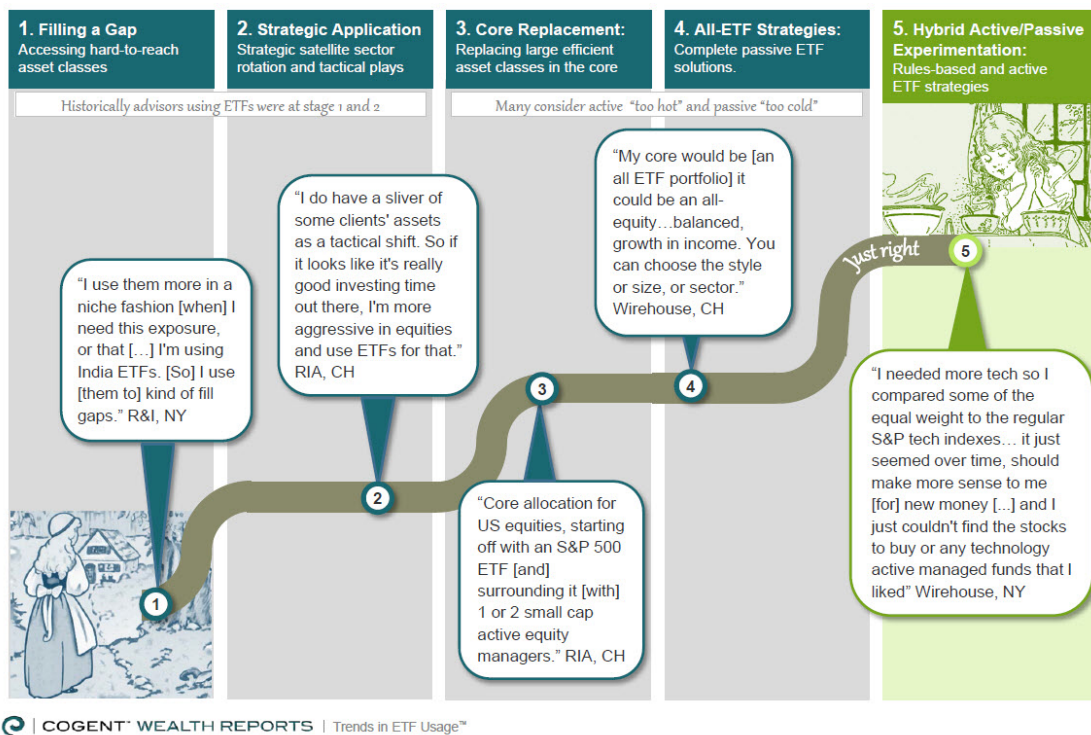 1. Filling a Gap
Accessing hard-to-reach
asset classes
2. Strategic Application
Strategic satellite sector
rotation and tactical plays
3. Core Replacement:
Replacing large efficient
asset classes in the core
4. All-ETF Strategies:
Complete passive ETF
solutions.
5. Hybrid Active/Passive
Experimentation:
Rules-based and active
ETF strategies
Historically advisors using ETFs were at stage 1 and 2
Many consider active “too hot” and passive “too cold”
“I use them more in a
niche fashion [when] I
need this exposure,
or that […] I'm using
India ETFs. [So] I use
[them to] kind of fill
gaps.” R&I, NY
1
“I do have a sliver of
some clients' assets
as a tactical shift. So if
it looks like it's really
good investing time
out there, I'm more
aggressive in equities
and use ETFs for that.”
RIA, CH
2
3
“Core allocation for
US equities, starting
off with an S&P 500
ETF [and]
surrounding it [with]
1 or 2 small cap
active equity
managers.” RIA, CH
“My core would be [an
all ETF portfolio] it
could be an all-
equity…balanced,
growth in income. You
can choose the style
or size, or sector.”
Wirehouse, CH
4
Just right
5
“I needed more tech so I
compared some of the
equal weight to the regular
S&P tech indexes… it just
seemed over time, should
make more sense to me
[for] new money [...] and I
just couldn't find the stocks
to buy or any technology
active managed funds that I
liked” Wirehouse, NY
COGENT® WEALTH REPORTS | Trends in ETF Usage™